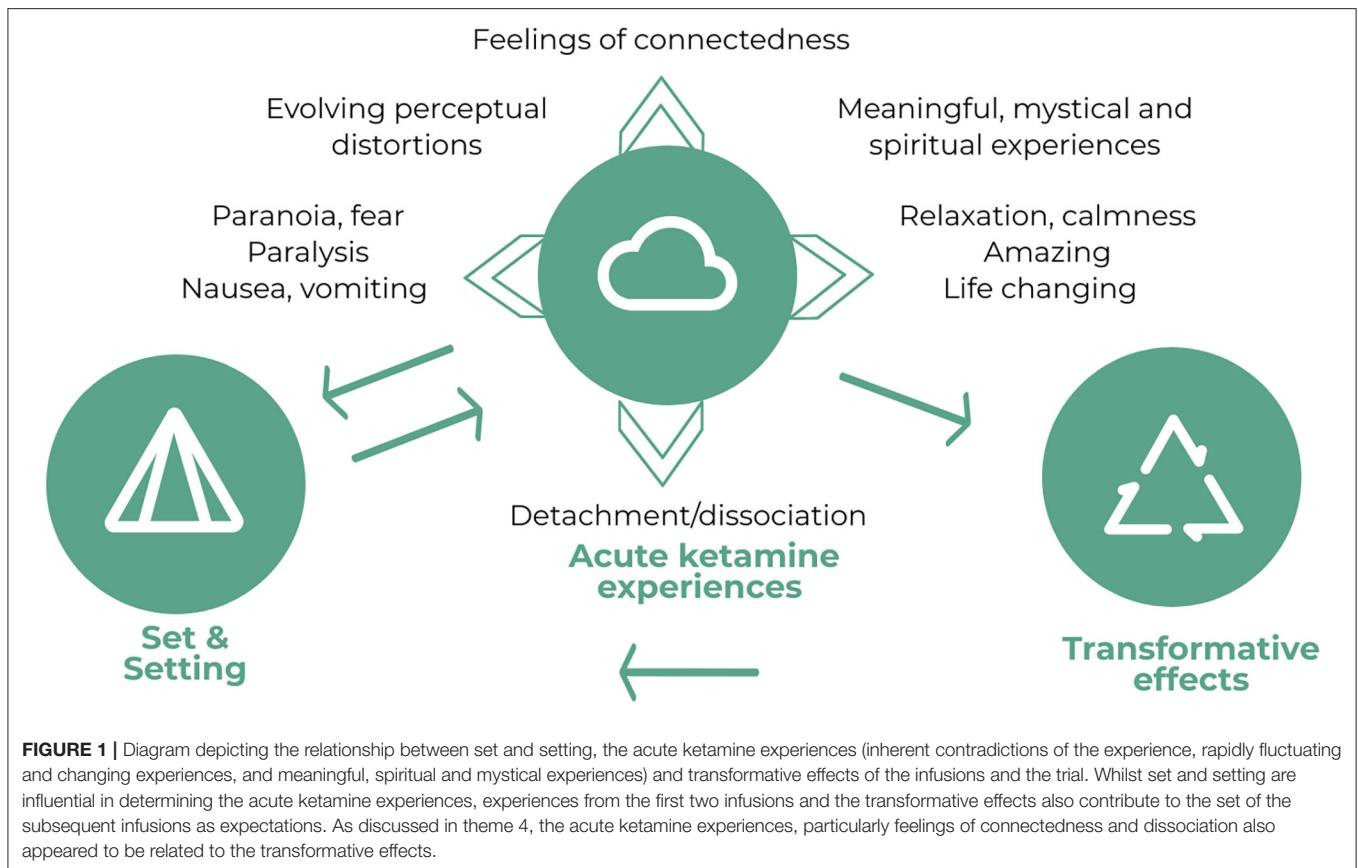 Feelings of connectedness
Evolving perceptual
distortions
Meaningful, mystical and
spiritual experiences
Paranoia, fear
Paralysis
Nausea, vomiting
Relaxation, calmness
Amazing
Life changing
Detachment/dissociation
Acute ketamine
experiences
Set &
Setting
Transformative
effects
FIGURE 1 | Diagram depicting the relationship between set and setting, the acute ketamine experiences (inherent contradictions of the experience, rapidly fluctuating
and changing experiences, and meaningful, spiritual and mystical experiences) and transformative effects of the infusions and the trial. Whilst set and setting are
influential in determining the acute ketamine experiences, experiences from the first two infusions and the transformative effects also contribute to the set of the
subsequent infusions as expectations. As discussed in theme 4, the acute ketamine experiences, particularly feelings of connectedness and dissociation also
appeared to be related to the transformative effects.